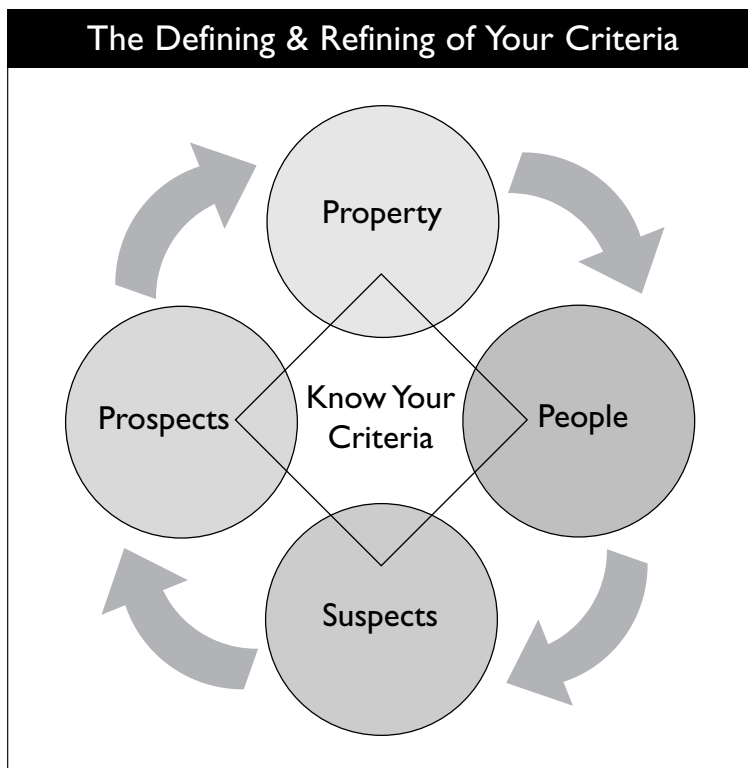 The Defining & Refining of Your Criteria
Property
Prospects
Know Your
Criteria
People
Suspects